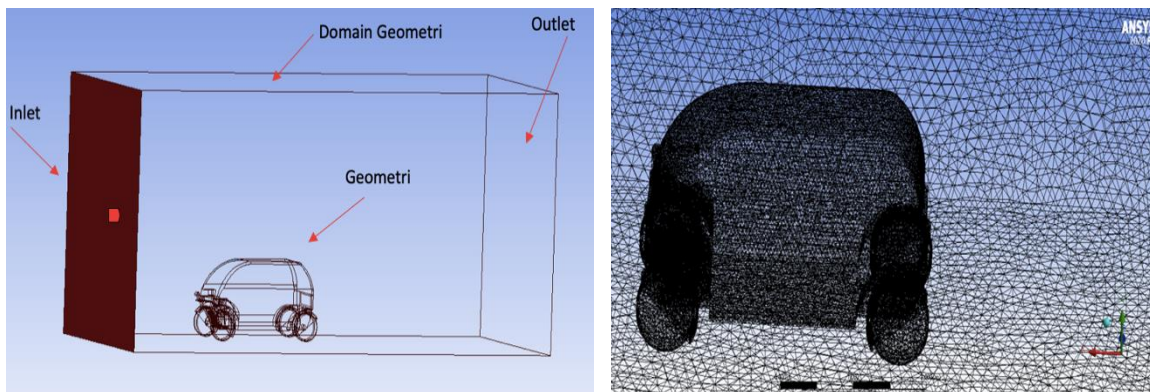 Domain Geometri
Outlet
Inlet
Geometri
ANSYS